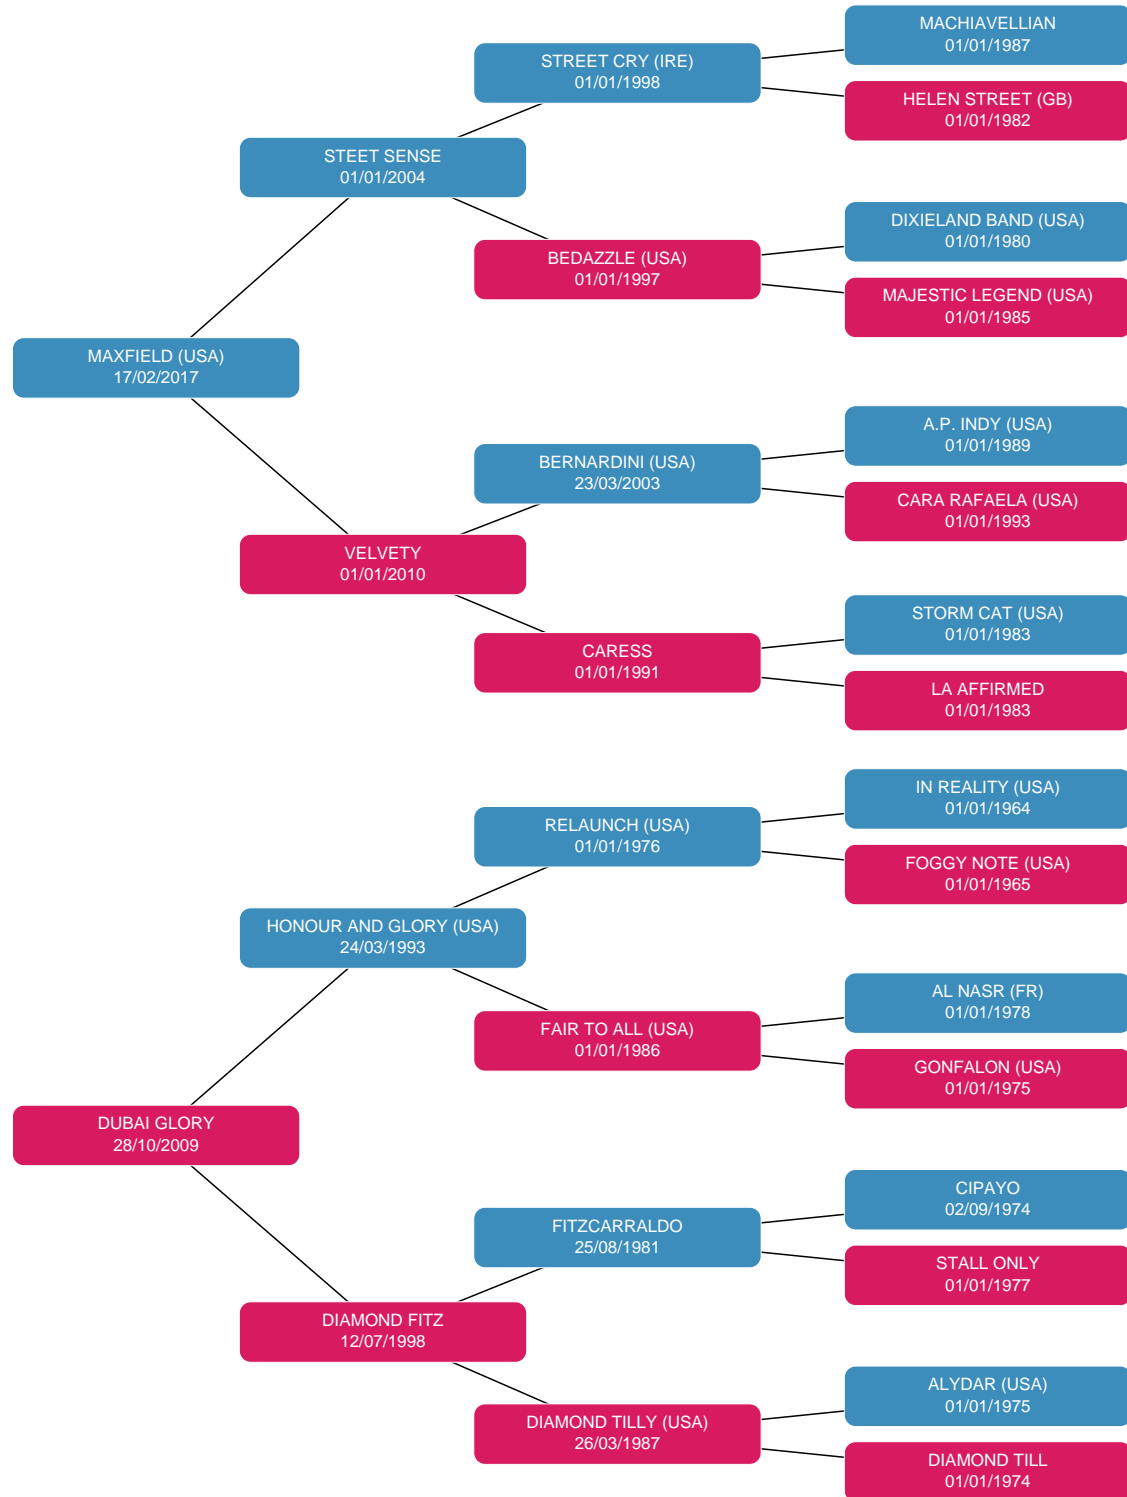 MACHIAVELLIAN
01/01/1987
STREET CRY (IRE)
01/01/1998
HELEN STREET (GB)
01/01/1982
STEET SENSE
01/01/2004
DIXIELAND BAND (USA)
01/01/1980
BEDAZZLE (USA)
01/01/1997
MAJESTIC LEGEND (USA)
01/01/1985
MAXFIELD (USA)
17/02/2017
A.P. INDY (USA)
01/01/1989
BERNARDINI (USA)
23/03/2003
CARA RAFAELA (USA)
01/01/1993
VELVETY
01/01/2010
STORM CAT (USA)
01/01/1983
CARESS
01/01/1991
LA AFFIRMED
01/01/1983
IN REALITY (USA)
01/01/1964
RELAUNCH (USA)
01/01/1976
FOGGY NOTE (USA)
01/01/1965
HONOUR AND GLORY (USA)
24/03/1993
AL NASR (FR)
01/01/1978
FAIR TO ALL (USA)
01/01/1986
GONFALON (USA)
01/01/1975
DUBAI GLORY
28/10/2009
CIPAYO
02/09/1974
FITZCARRALDO
25/08/1981
STALL ONLY
01/01/1977
DIAMOND FITZ
12/07/1998
ALYDAR (USA)
01/01/1975
DIAMOND TILLY (USA)
26/03/1987
DIAMOND TILL
01/01/1974